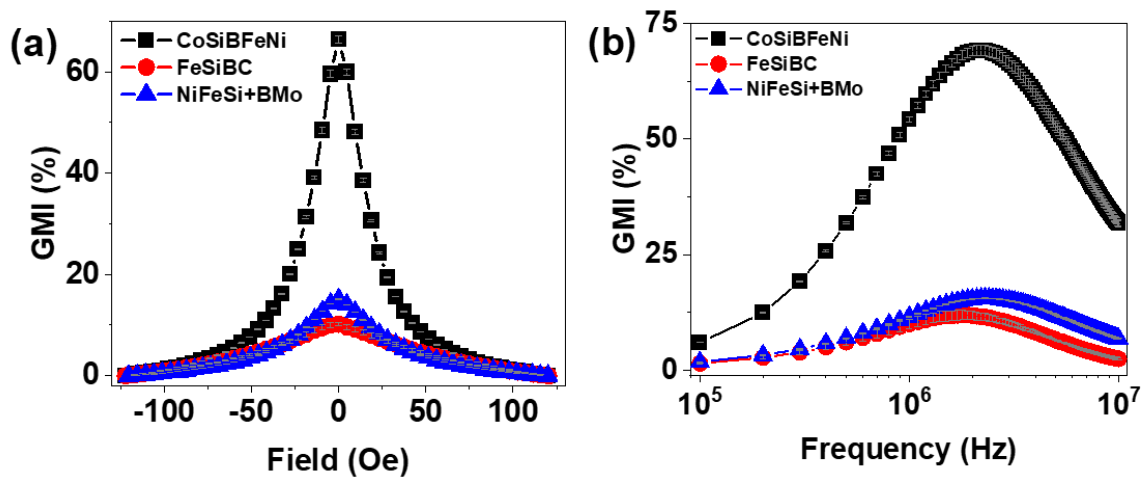 (a)
CoSiBFeNi
FeSiBC
NiFeSi+BMo
GMI (%)
60
40
20
0
-100
-50
0
50
100
Field (Oe)
(b)
CoSiBFeNi
FeSiBC
NiFeSi+BMo
GMI (%)
75
50
25
0
10⁵
10⁶
10⁷
Frequency (Hz)